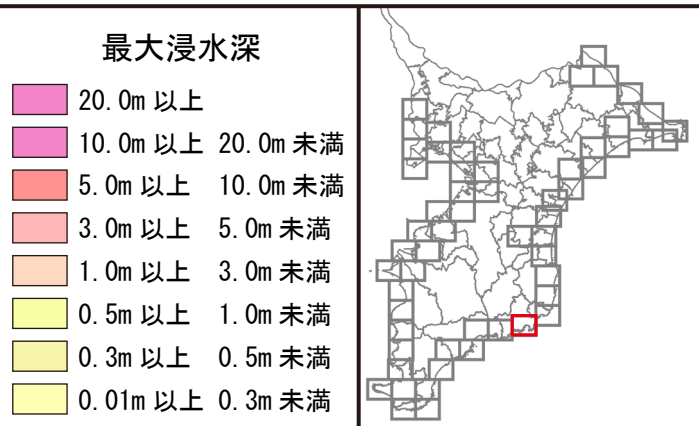 最大浸水深
20.0m 以上
10.0m 以上 20.0m 未満
5.0m 以上 10.0m 未満
3.0m 以上 5.0m 未満
1.0m 以上 3.0m 未満
0.5m 以上 1.0m 未満
0.3m 以上 0.5m 未満
0.01m 以上 0.3m 未満